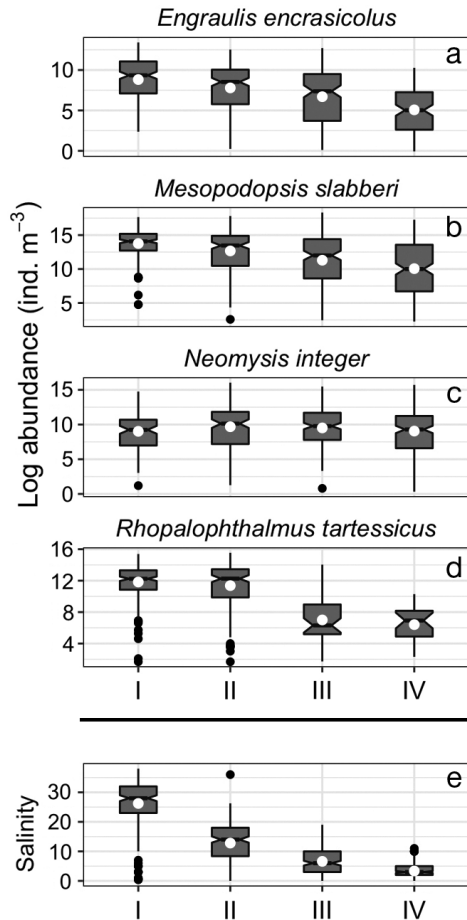 Engraulis encrasicolus
a
10
5
0
Mesopodopsis slabberi
b
15
10
5
Log abundance (ind. m⁻³)
Neomysis integer
c
15
10
5
0
Rhopalophthalmus tartessicus
d
16
12
8
4
I II III IV
e
Salinity
30
20
10
0
I II III IV